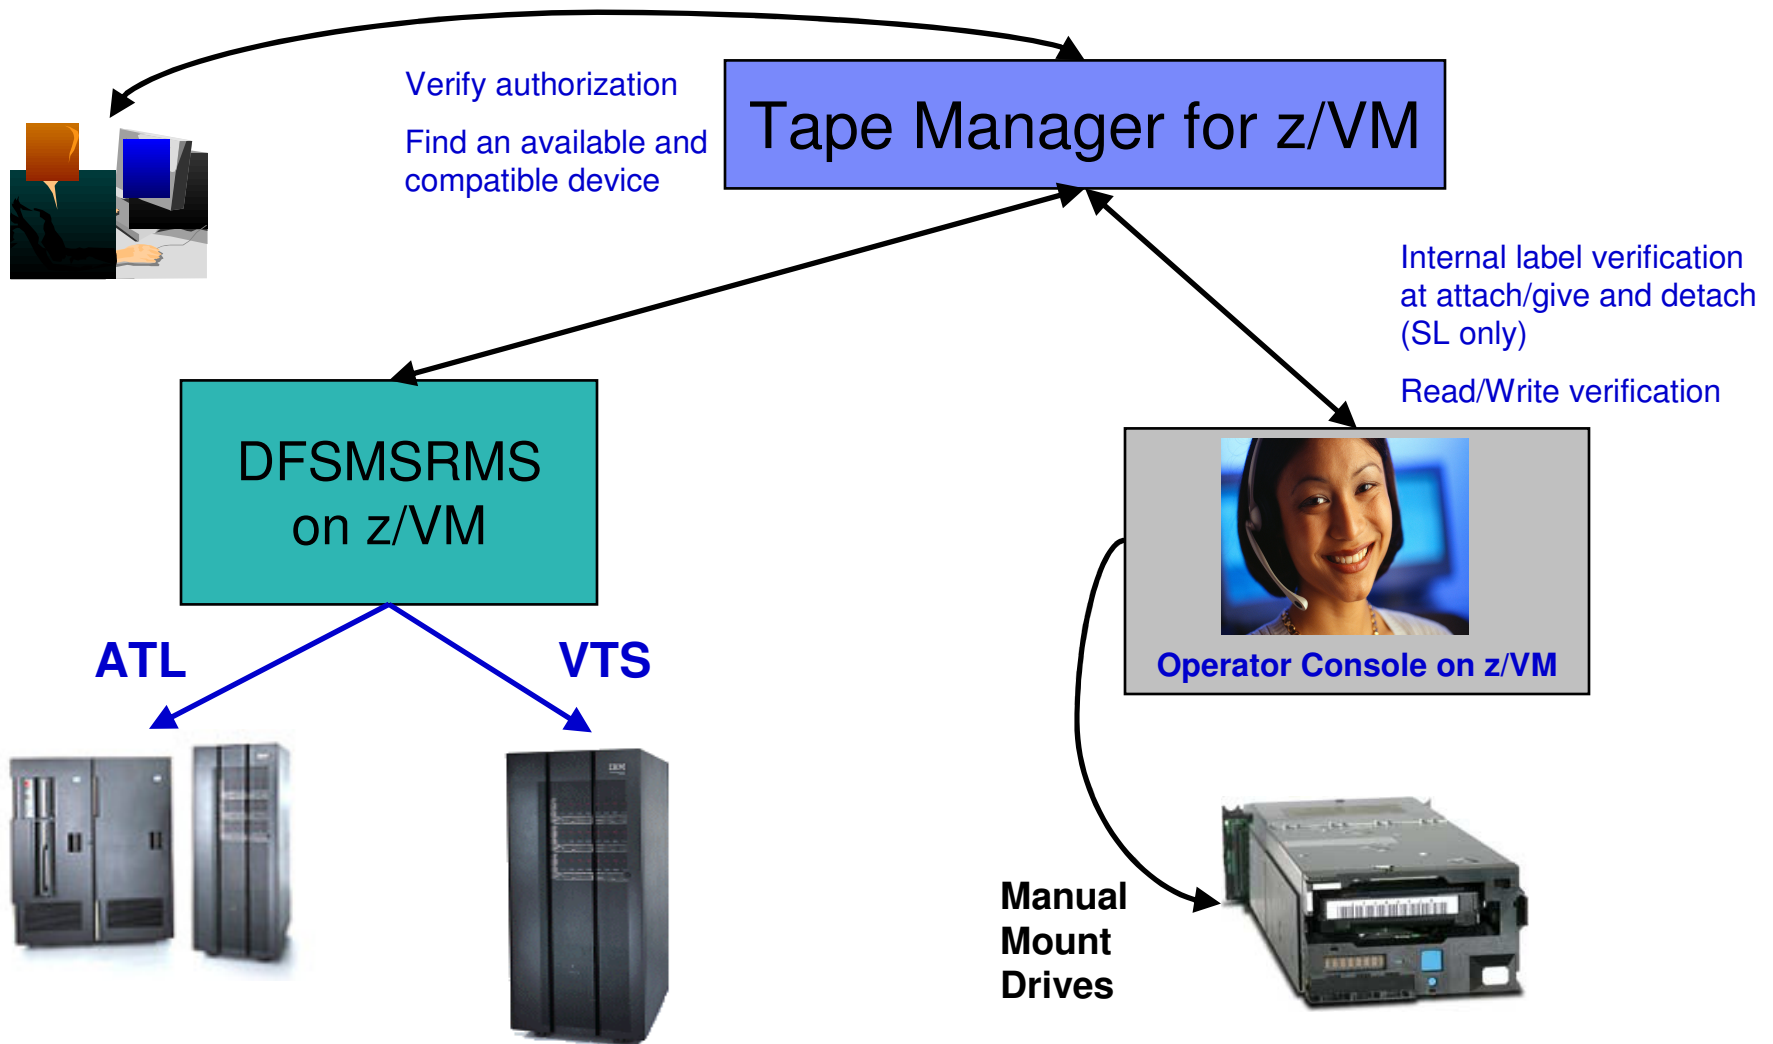 Verify authorization
Find an available and
compatible device
Tape Manager for z/VM
Internal label verification
at attach/give and detach
(SL only)
Read/Write verification
DFSMSRMS
on z/VM
ATL
VTS
Operator Console on z/VM
IBM
Manual
Mount
Drives